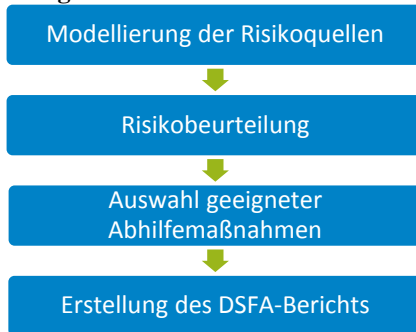 Modellierung der Risikoquellen
Risikobeurteilung
Auswahl geeigneter
Abhilfemaßnahmen
Erstellung des DSFA-Berichts